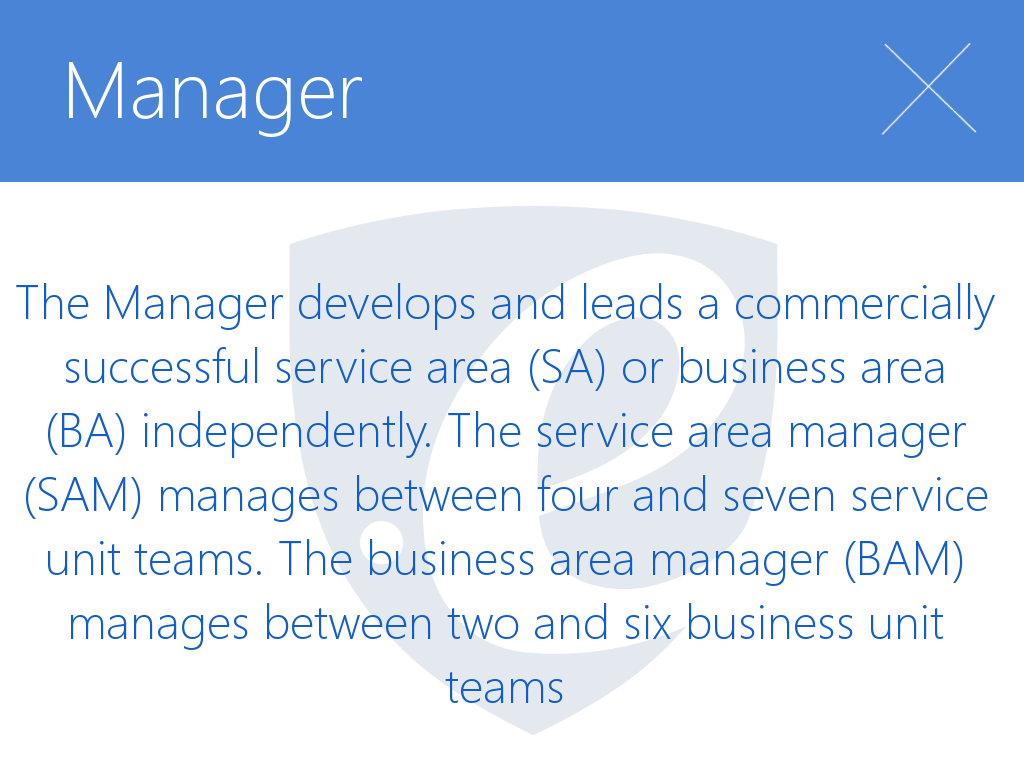 Manager
The Manager develops and leads a commercially
successful service area (SA) or business area
(BA) independently. The service area manager
(SAM) manages between four and seven service
unit teams. The business area manager (BAM)
manages between two and six business unit
teams